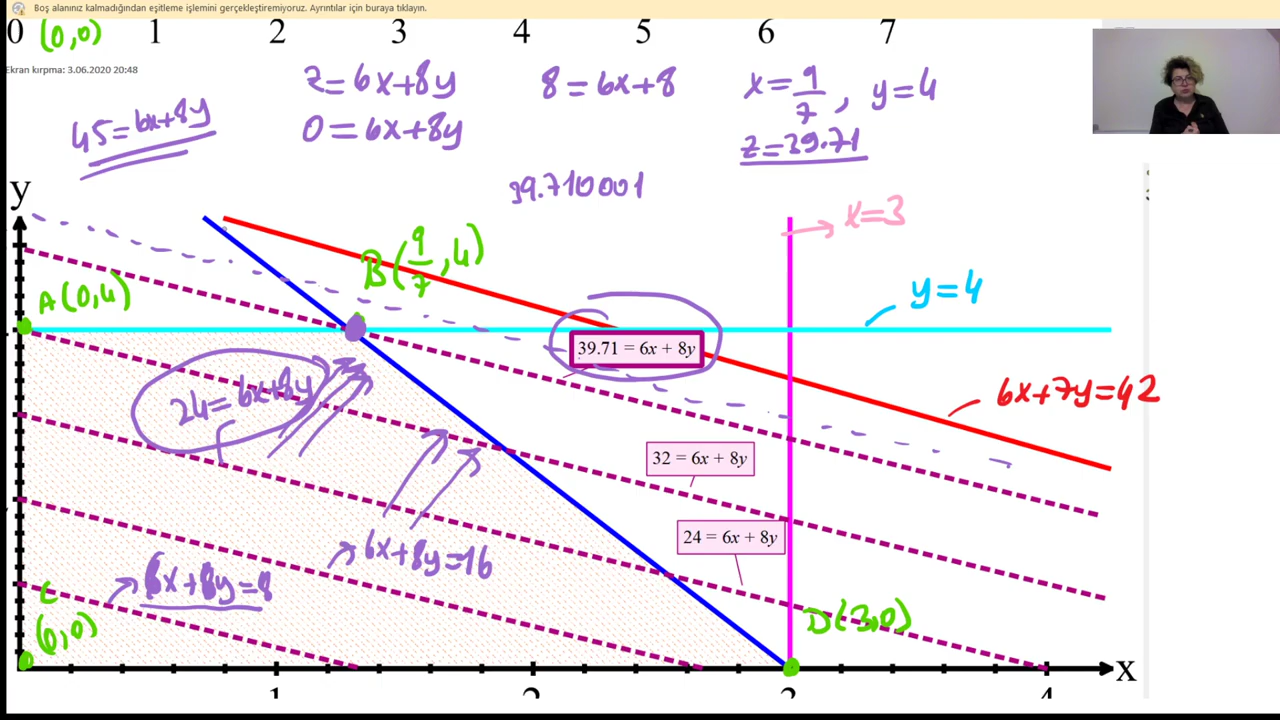 Boş alanınız kalmadığından eşitleme işlemini gerçekleştiremiyoruz. Ayrıntılar için buraya tıklayın.
0 (0,0) 1 2 3 4 5 6 7
Ekran kırpma: 3.06.2020 20:48
z=6x+8y 8=6x+8 x=9/7, y=4
45=6x+8y 0=6x+8y z=39.71
39.710001
y
x=3
B(9/7,4)
A(0,4) y=4
39.71 = 6x + 8y
24=6x+8y 6x+7y=42
32 = 6x + 8y
24 = 6x + 8y
6x+8y=16
6x+8y=8
C
(0,0) D(3,0)
x
1 2 3 4